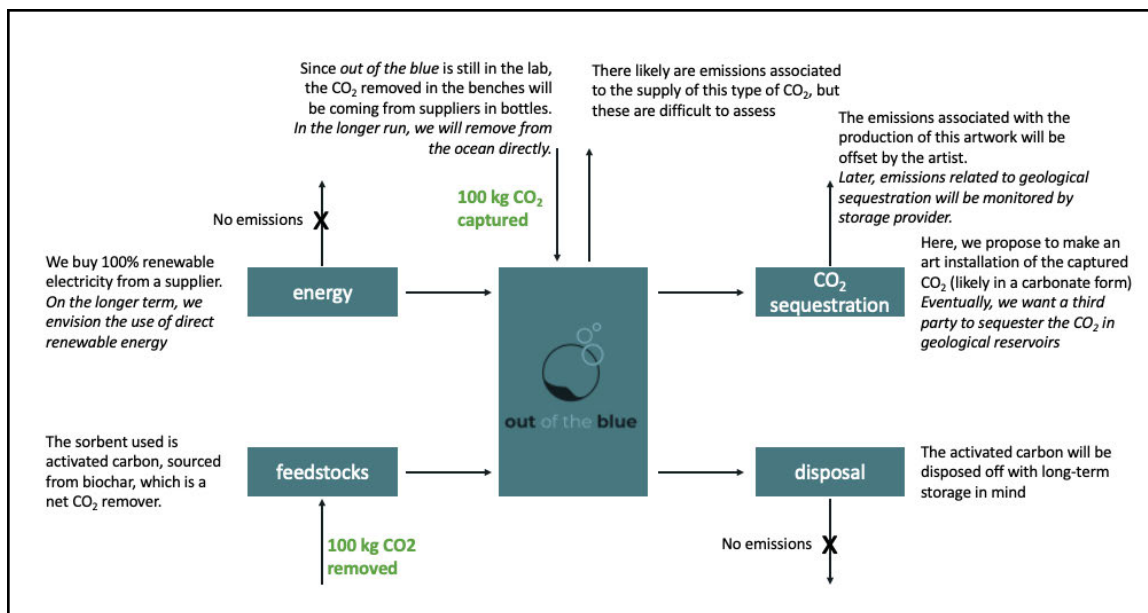 Since out of the blue is still in the lab,
the CO₂ removed in the benches will
be coming from suppliers in bottles.
In the longer run, we will remove from
the ocean directly.
There likely are emissions associated
to the supply of this type of CO₂, but
these are difficult to assess
The emissions associated with the
production of this artwork will be
offset by the artist.
Later, emissions related to geological
sequestration will be monitored by
storage provider.
No emissions
X
100 kg CO₂
captured
We buy 100% renewable
electricity from a supplier.
On the longer term, we
envision the use of direct
renewable energy
energy
CO₂
sequestration
Here, we propose to make an
art installation of the captured
CO₂ (likely in a carbonate form)
Eventually, we want a third
party to sequester the CO₂ in
geological reservoirs
out of the blue
The sorbent used is
activated carbon, sourced
from biochar, which is a
net CO₂ remover.
feedstocks
disposal
The activated carbon will be
disposed off with long-term
storage in mind
100 kg CO2
removed
No emissions
X